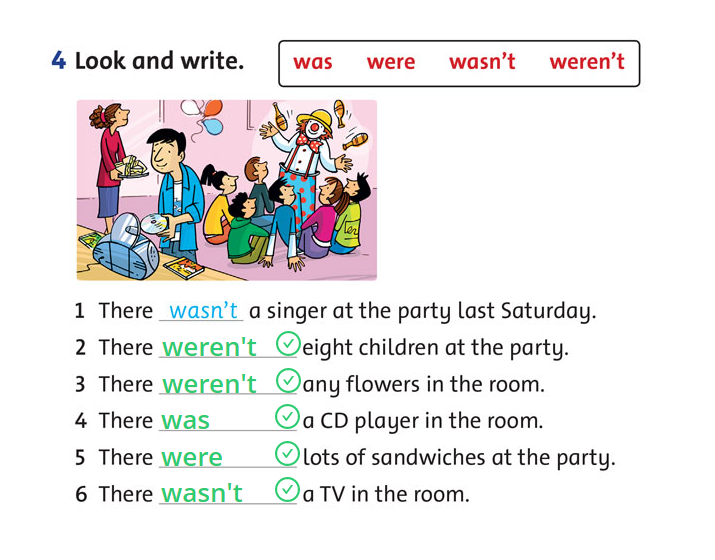 4 Look and write.
was were wasn't weren't
1 There wasn't a singer at the party last Saturday.
2 There weren't eight children at the party.
3 There weren't any flowers in the room.
4 There was a CD player in the room.
5 There were lots of sandwiches at the party.
6 There wasn't a TV in the room.